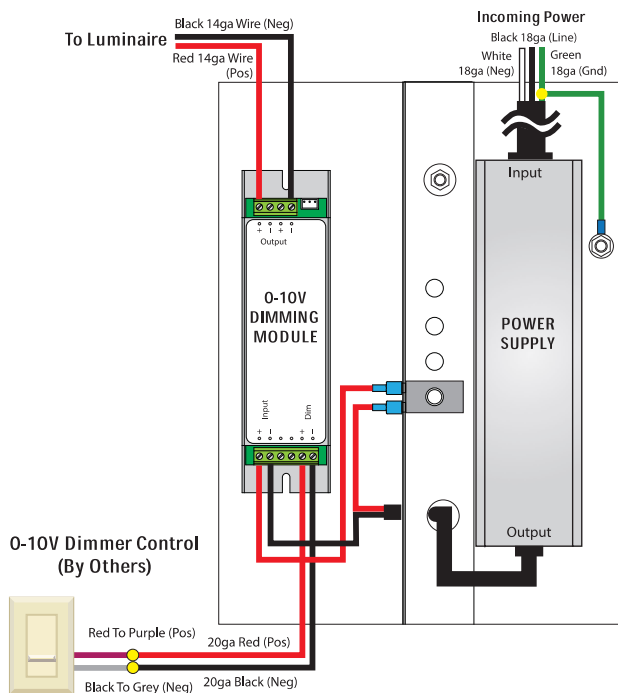 Black 14ga Wire (Neg)
To Luminaire
Red 14ga Wire
(Pos)
Incoming Power
Black 18ga (Line)
White
18ga (Neg)
Green
18ga (Gnd)
Input
+ I + I
Output
0-10V
DIMMING
MODULE
POWER
SUPPLY
Input
Dim
+ I + I
Output
0-10V Dimmer Control
(By Others)
Red To Purple (Pos)
20ga Red (Pos)
Black To Grey (Neg)
20ga Black (Neg)